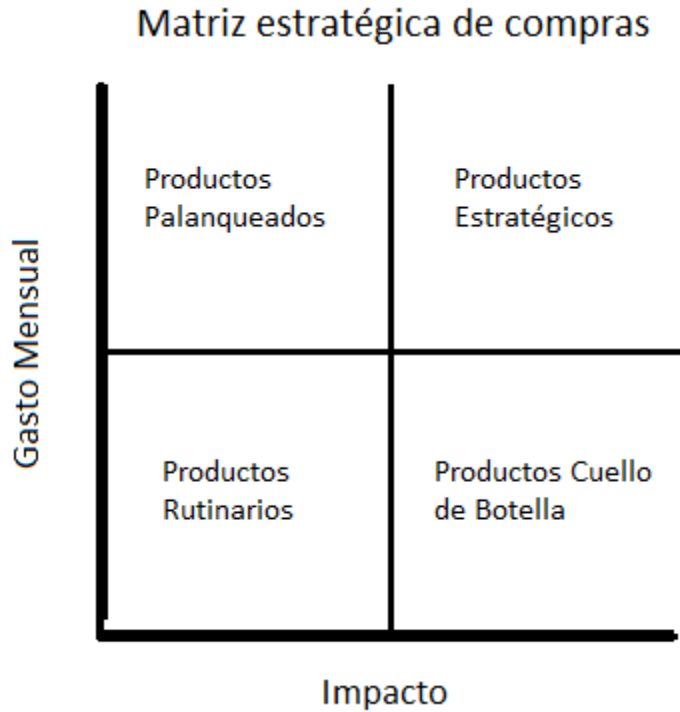 Matriz estratégica de compras
Productos
Palanqueados
Productos
Estratégicos
Gasto Mensual
Productos
Rutinarios
Productos Cuello
de Botella
Impacto